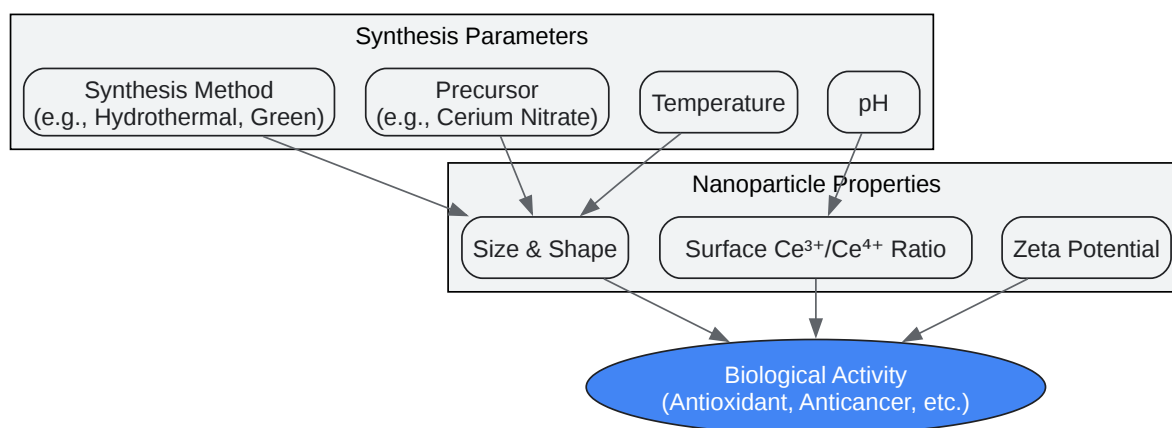 Synthesis Parameters
Synthesis Method
(e.g., Hydrothermal, Green)
Precursor
(e.g., Cerium Nitrate)
Temperature
pH
Nanoparticle Properties
Size & Shape
Surface Ce³⁺/Ce⁴⁺ Ratio
Zeta Potential
Biological Activity
(Antioxidant, Anticancer, etc.)